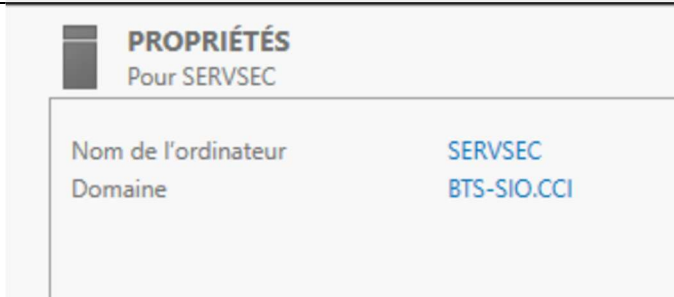 PROPRIÉTÉS
Pour SERVSEC
Nom de l'ordinateur SERVSEC
Domaine BTS-SIO.CCI